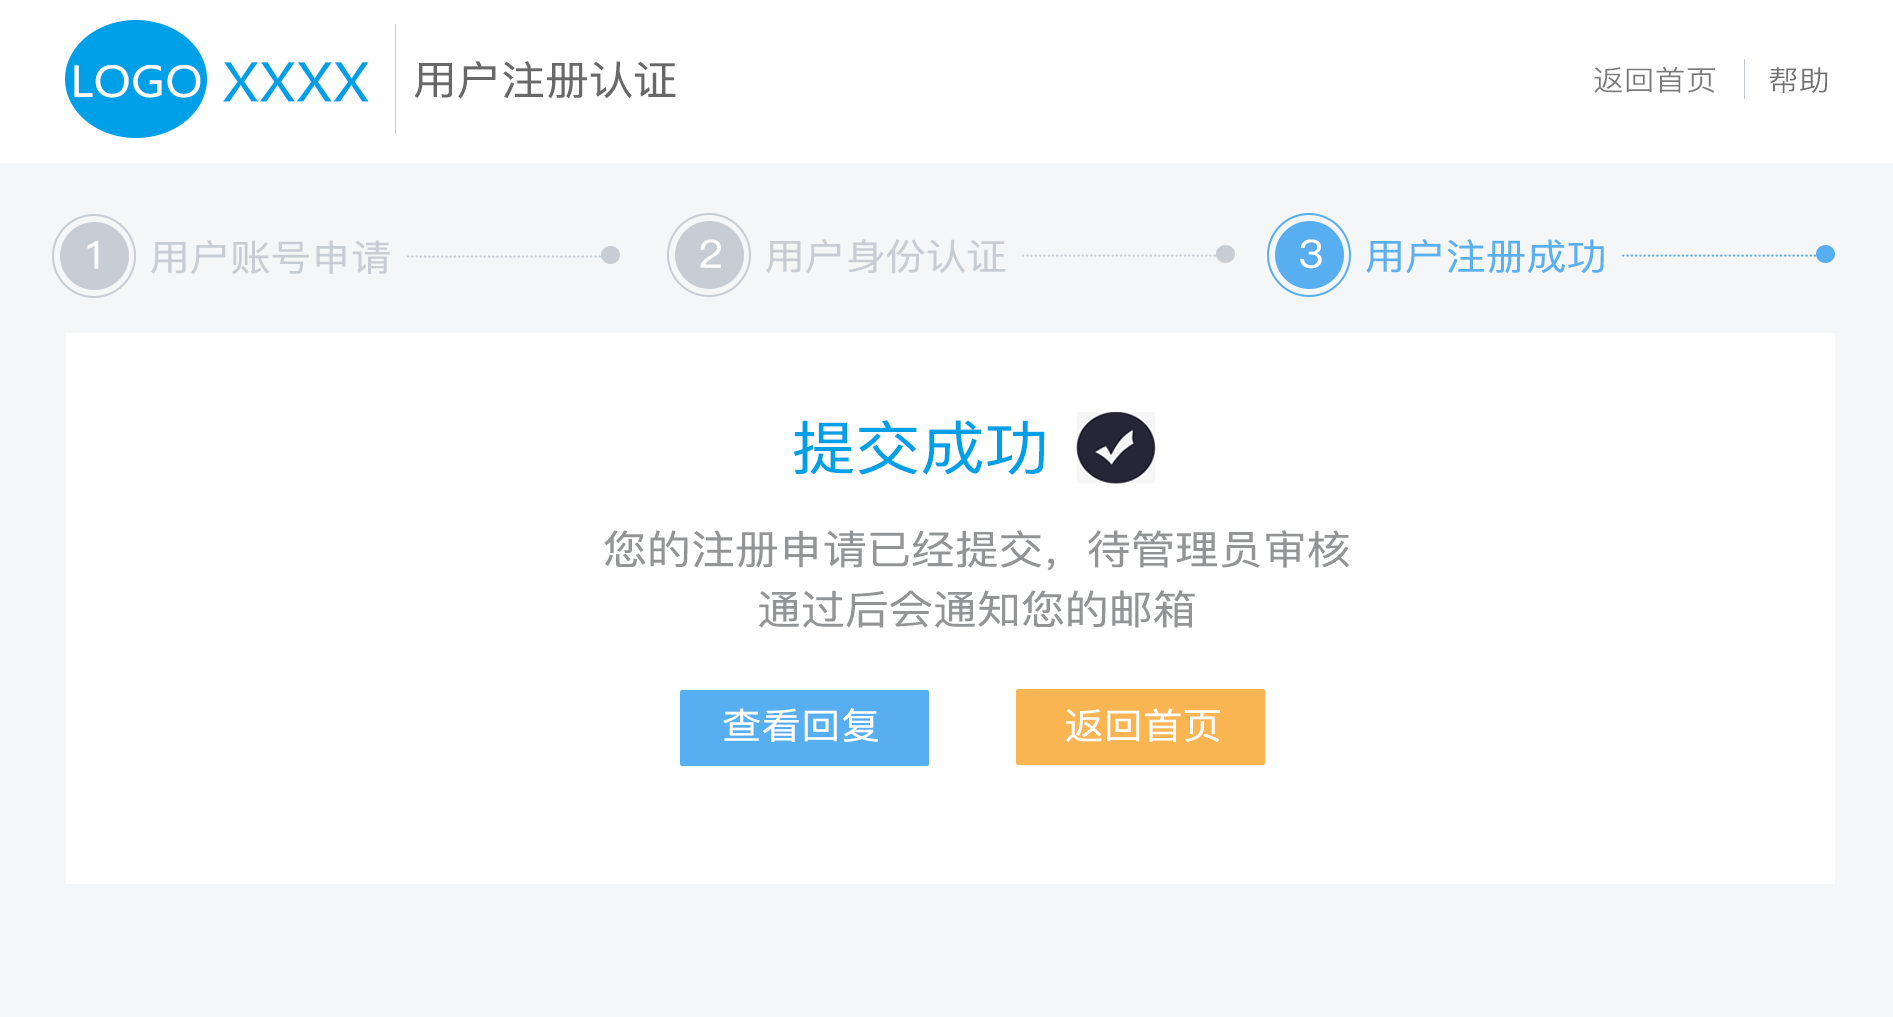 LOGO XXXX 用户注册认证 返回首页 帮助
1 用户账号申请 2 用户身份认证 3 用户注册成功
提交成功
您的注册申请已经提交，待管理员审核
通过后会通知您的邮箱
查看回复 返回首页